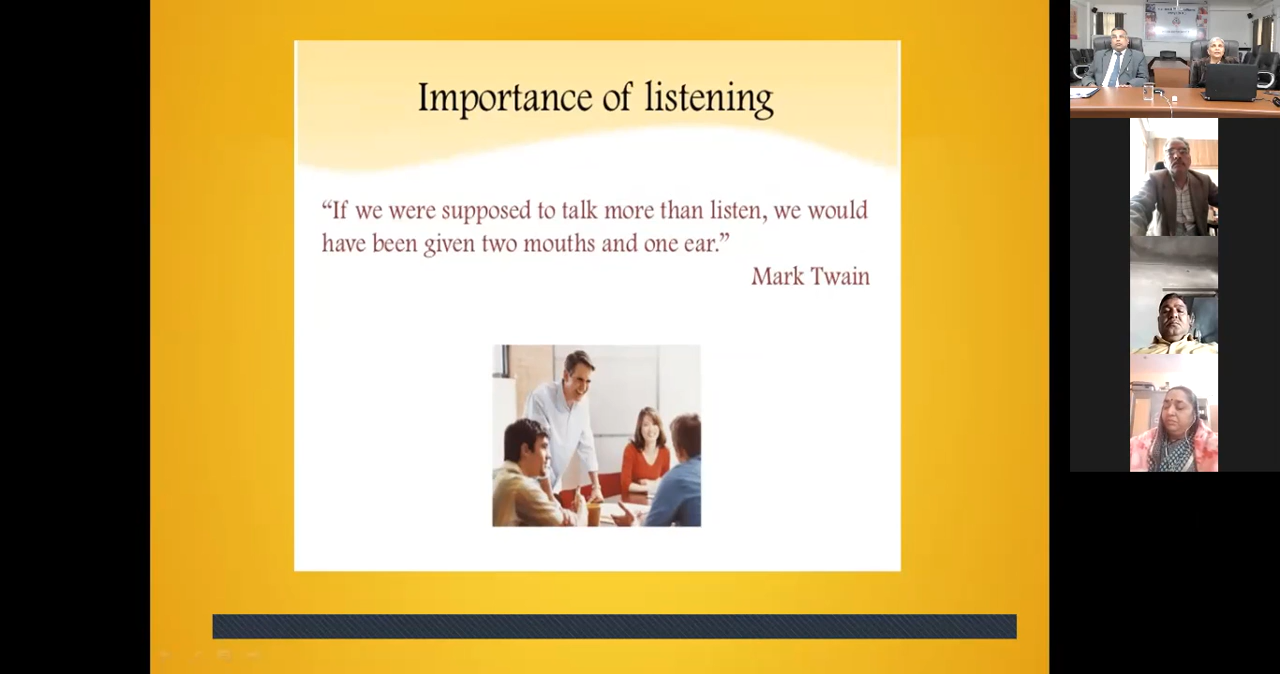 Importance of listening
“If we were supposed to talk more than listen, we would
have been given two mouths and one ear.”
Mark Twain